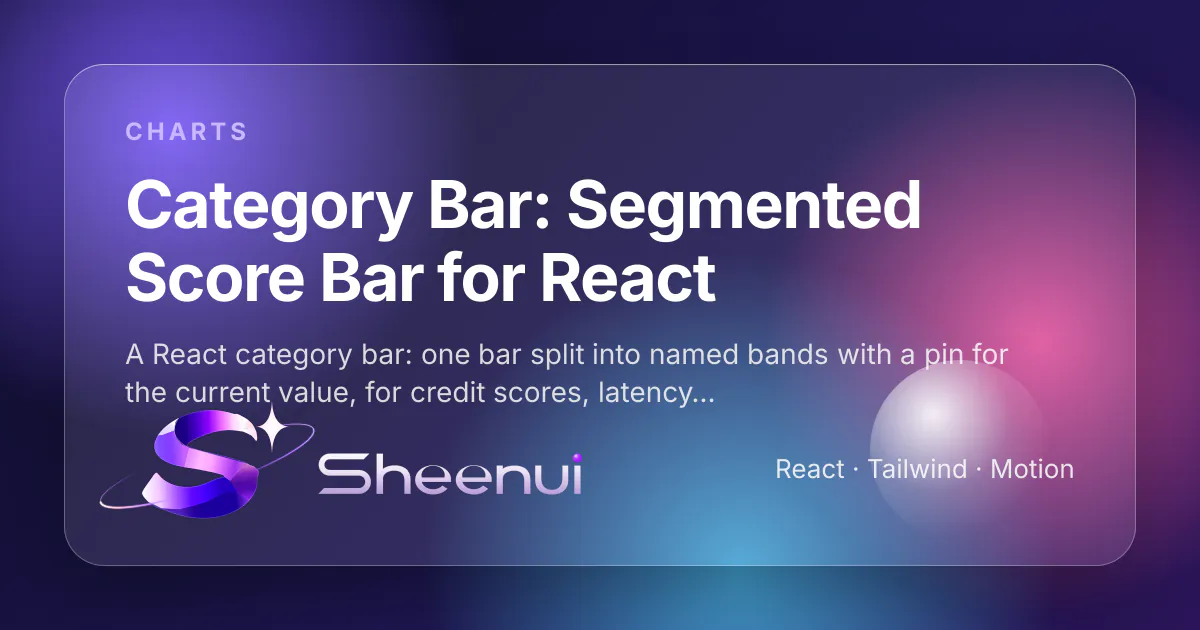 CHARTS
Category Bar: Segmented
Score Bar for React
A React category bar: one bar split into named bands with a pin for
the current value, for credit scores, latency...
Sheenui
React · Tailwind · Motion